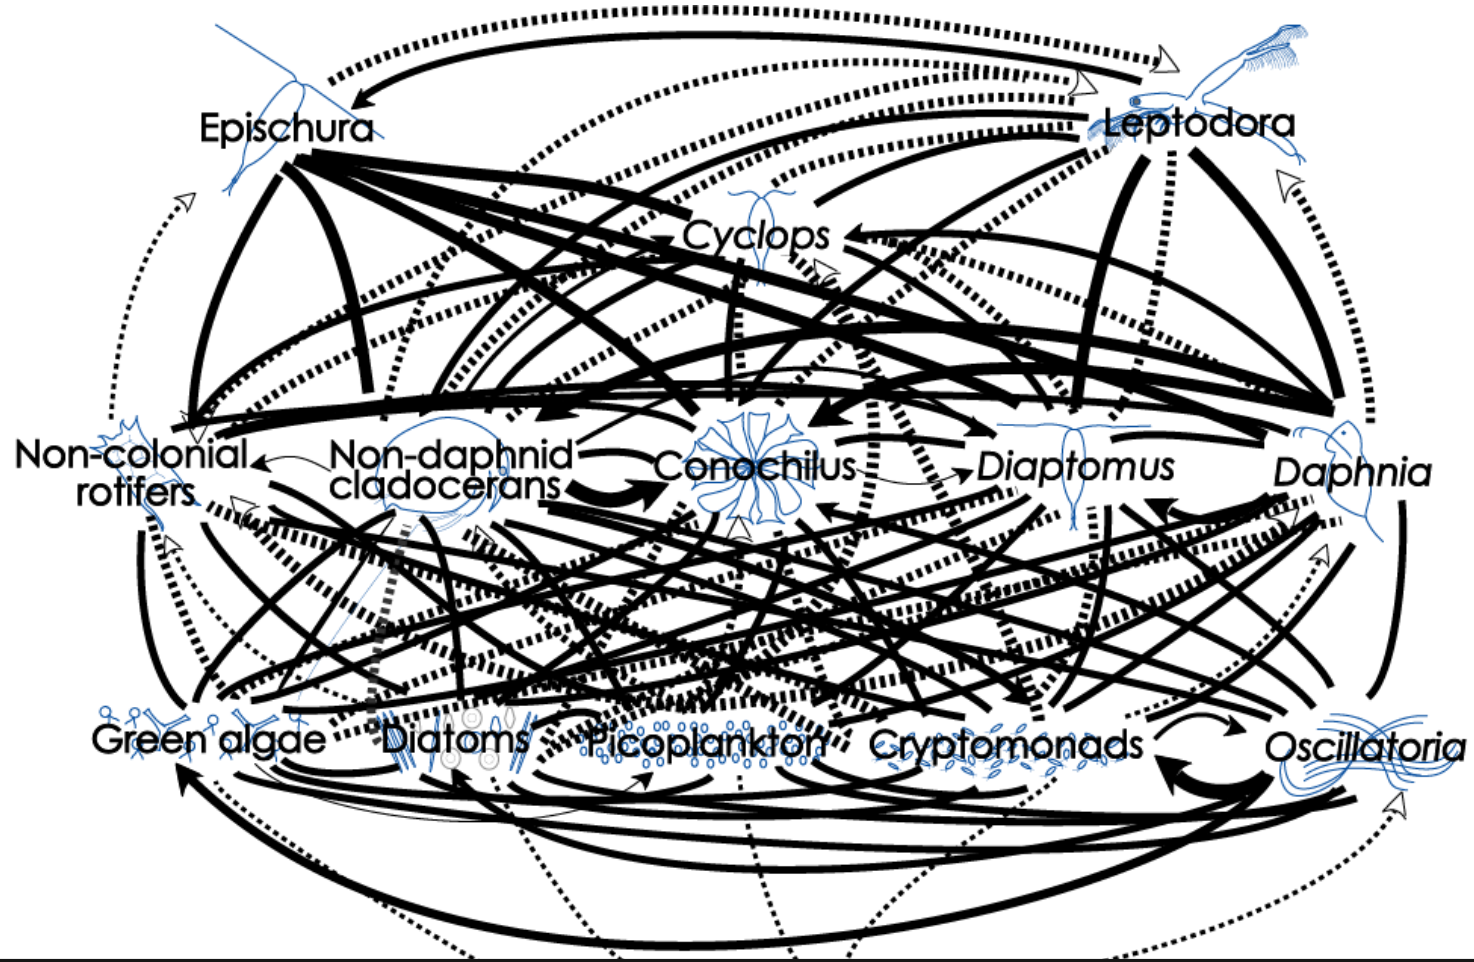 Epischura
Leptodora
Cyclops
Non-colonial
rotifers
Non-daphnid
cladocerans
Conochilus
Diaptomus
Daphnia
Green algae
Diatoms
Picoplankton
Cryptomonads
Oscillatoria